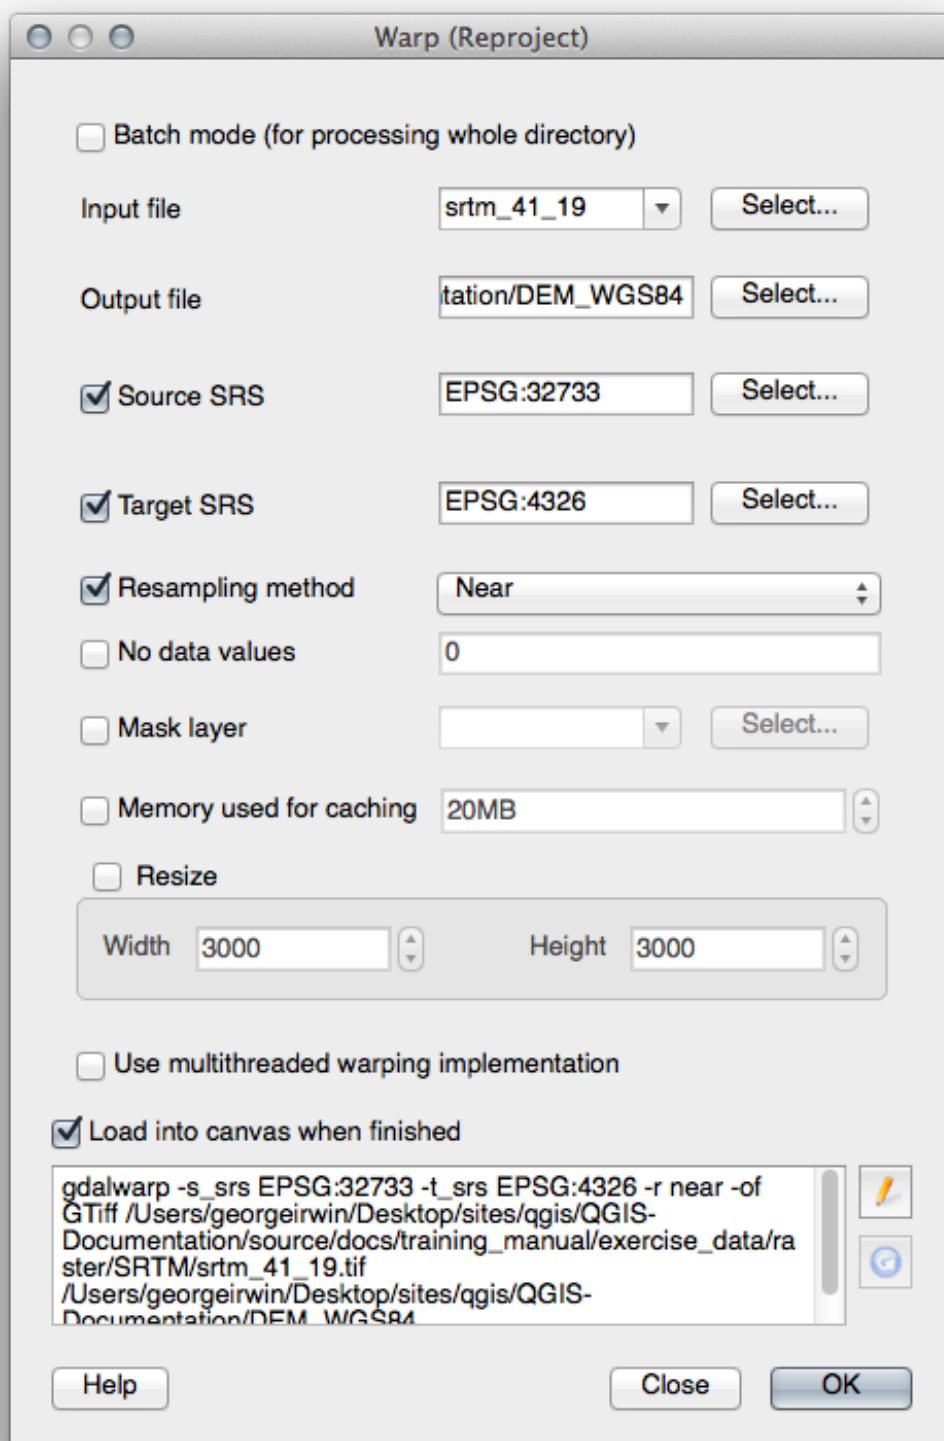 Warp (Reproject)
Batch mode (for processing whole directory)
Input file srtm_41_19 Select...
Output file tation/DEM_WGS84 Select...
Source SRS EPSG:32733 Select...
Target SRS EPSG:4326 Select...
Resampling method Near
No data values 0
Mask layer Select...
Memory used for caching 20MB
Resize
Width 3000 Height 3000
Use multithreaded warping implementation
Load into canvas when finished
gdalwarp -s_srs EPSG:32733 -t_srs EPSG:4326 -r near -of
GTiff /Users/georgeirwin/Desktop/sites/qgis/QGIS-
Documentation/source/docs/training_manual/exercise_data/ra
ster/SRTM/srtm_41_19.tif
/Users/georgeirwin/Desktop/sites/qgis/QGIS-
Documentation/DEM_WGS84
Help Close OK